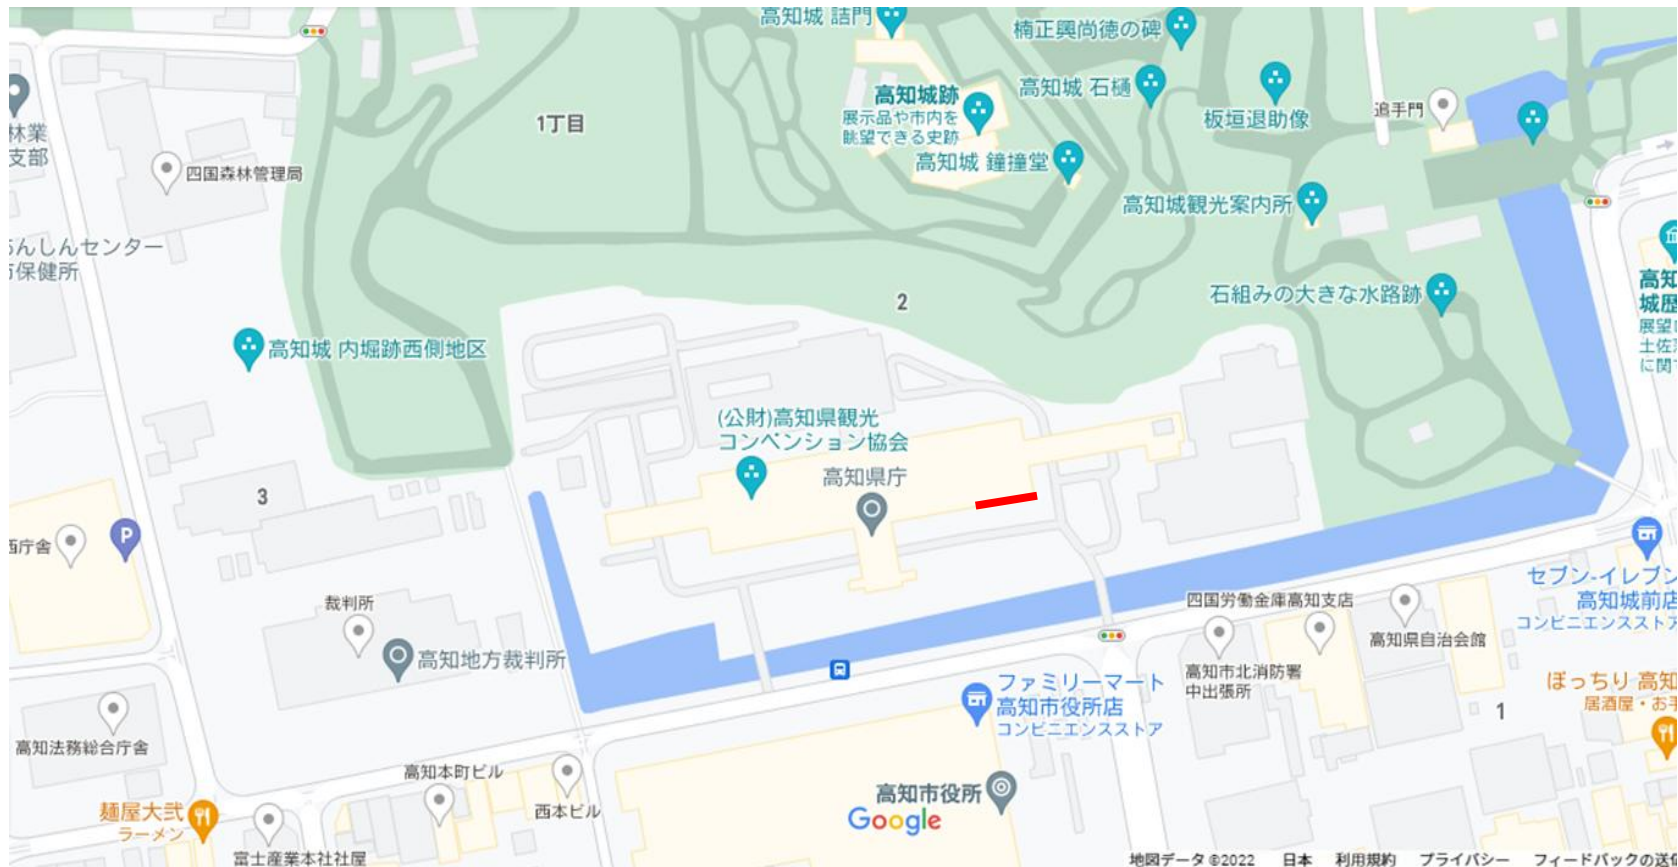 高知城 詰門
楠正興尚徳の碑
高知城跡
展示品や市内を
眺望できる史跡
高知城 石樋
板垣退助像
追手門
1丁目
林業
支部
四国森林管理局
高知城 鐘撞堂
高知城観光案内所
んしんセンター
保健所
高知
城歴
展望
土佐
に関
石組みの大きな水路跡
2
高知城 内堀跡西側地区
(公財)高知県観光
コンベンション協会
高知県庁
3
P
西庁舎
裁判所
高知地方裁判所
セブン-イレブン
高知城前店
コンビニエンスストア
四国労働金庫高知支店
高知県自治会館
高知市北消防署
中出張所
ファミリーマート
高知市役所店
コンビニエンスストア
ぼっちり 高知
居酒屋・お
1
高知法務総合庁舎
高知本町ビル
西本ビル
高知市役所
麺屋大弐
ラーメン
富士産業本社社屋
Google
地図データ ©2022 日本 利用規約 プライバシー フィードバックの送信